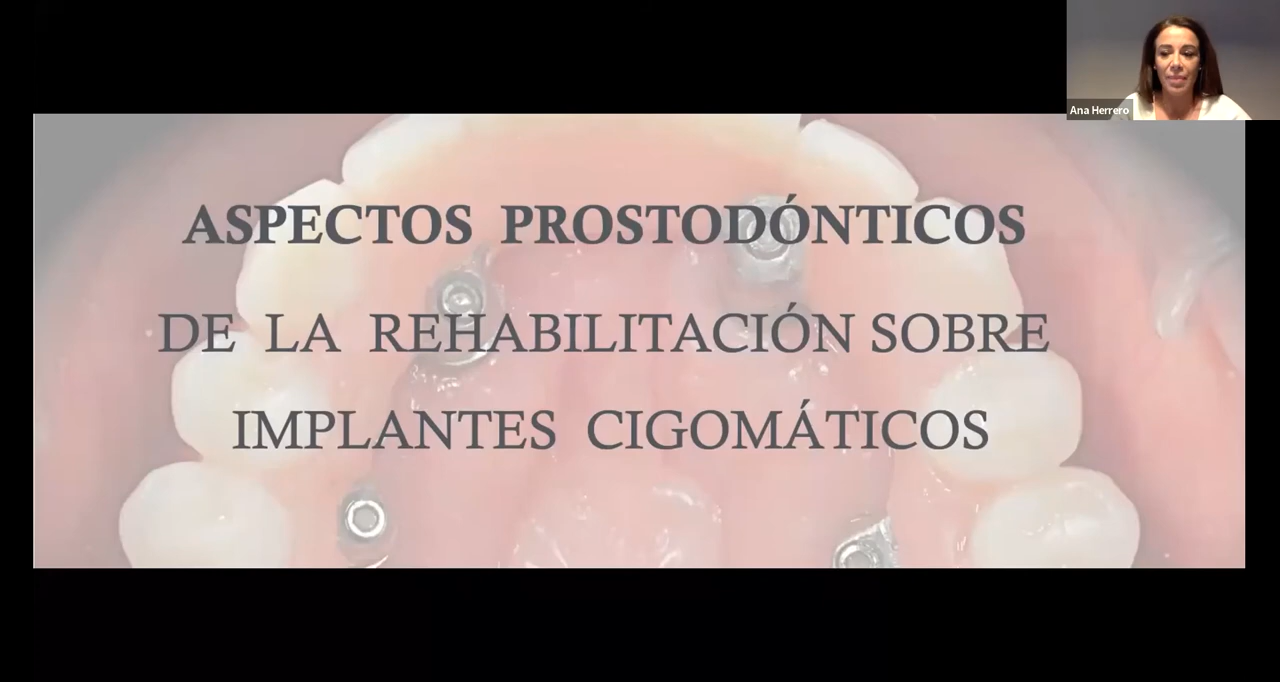 Ana Herrero
ASPECTOS PROSTODÓNTICOS
DE LA REHABILITACIÓN SOBRE
IMPLANTES CIGOMÁTICOS